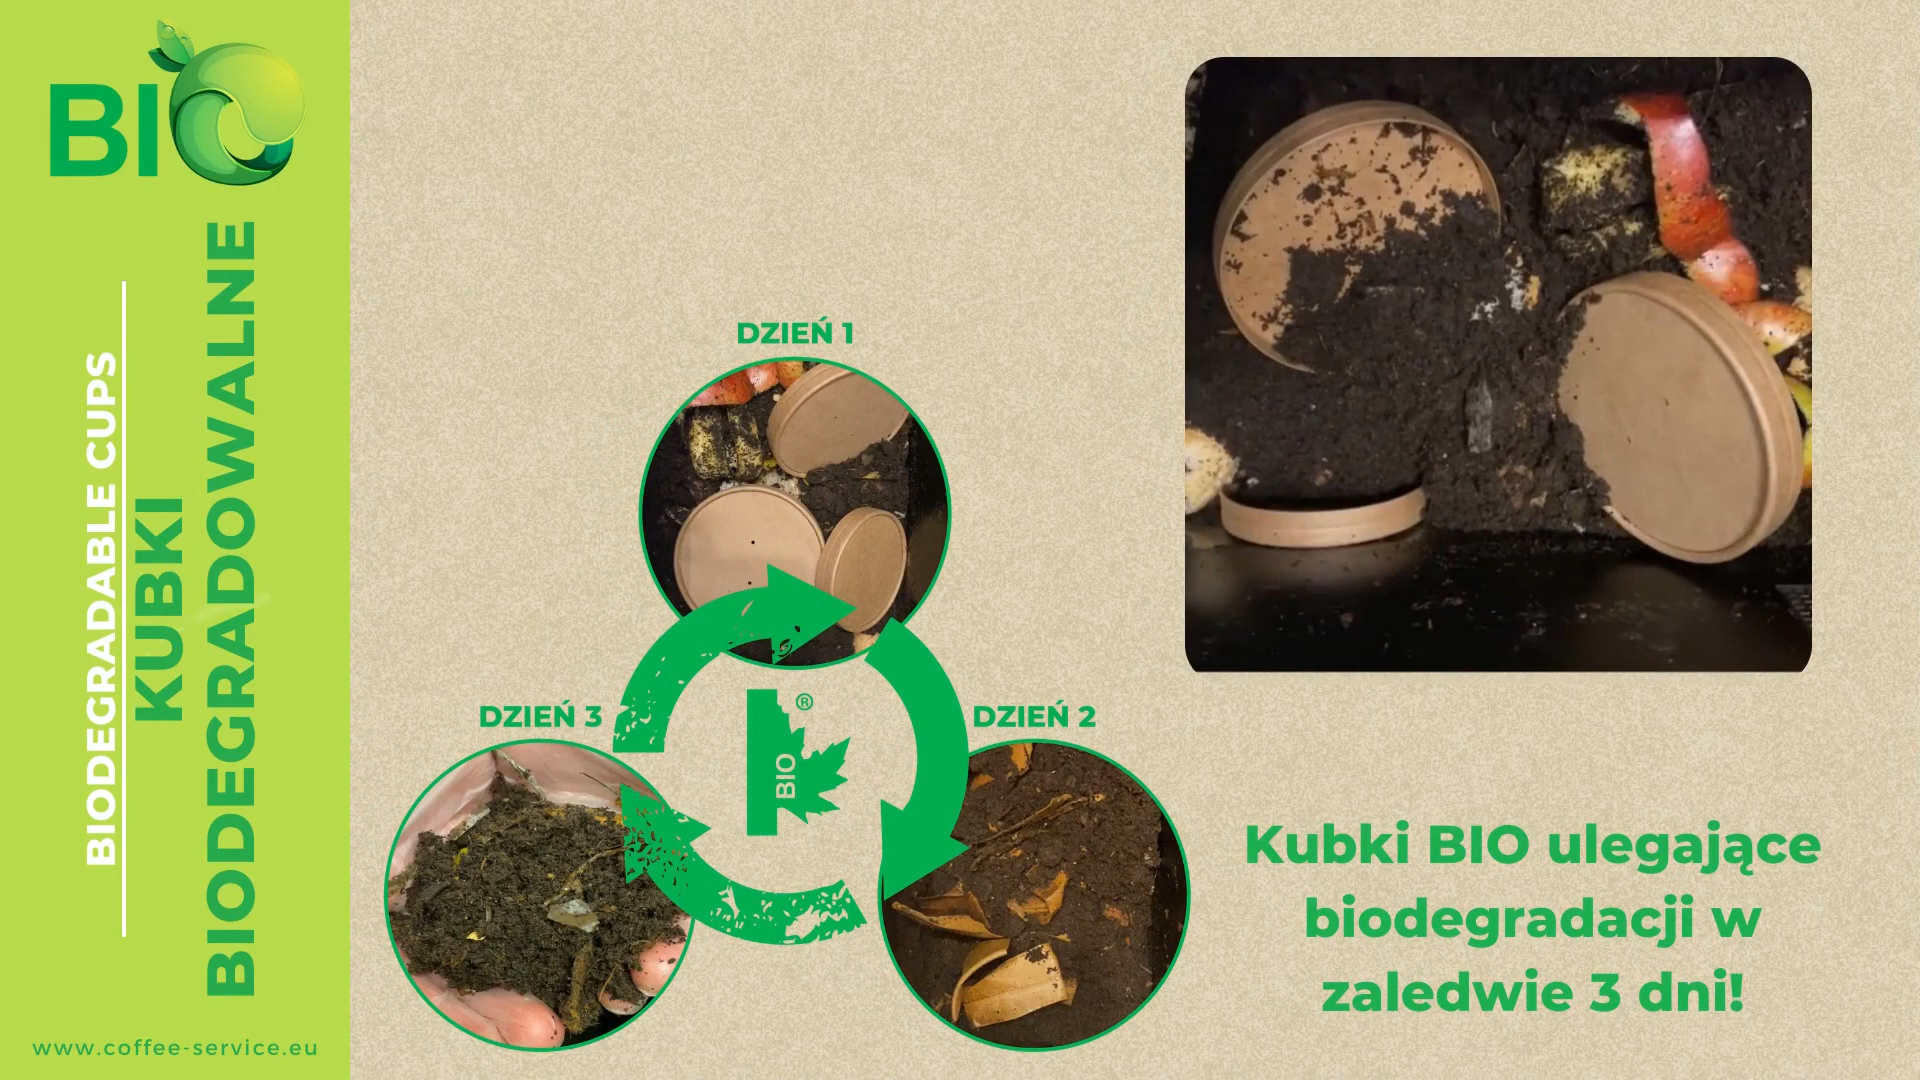 BIO
BIODEGRADABLE CUPS
KUBKI
BIODEGRADOWALNE
www.coffee-service.eu
DZIEŃ 1
DZIEŃ 3
DZIEŃ 2
BIO
®
Kubki BIO ulegające
biodegradacji w
zaledwie 3 dni!